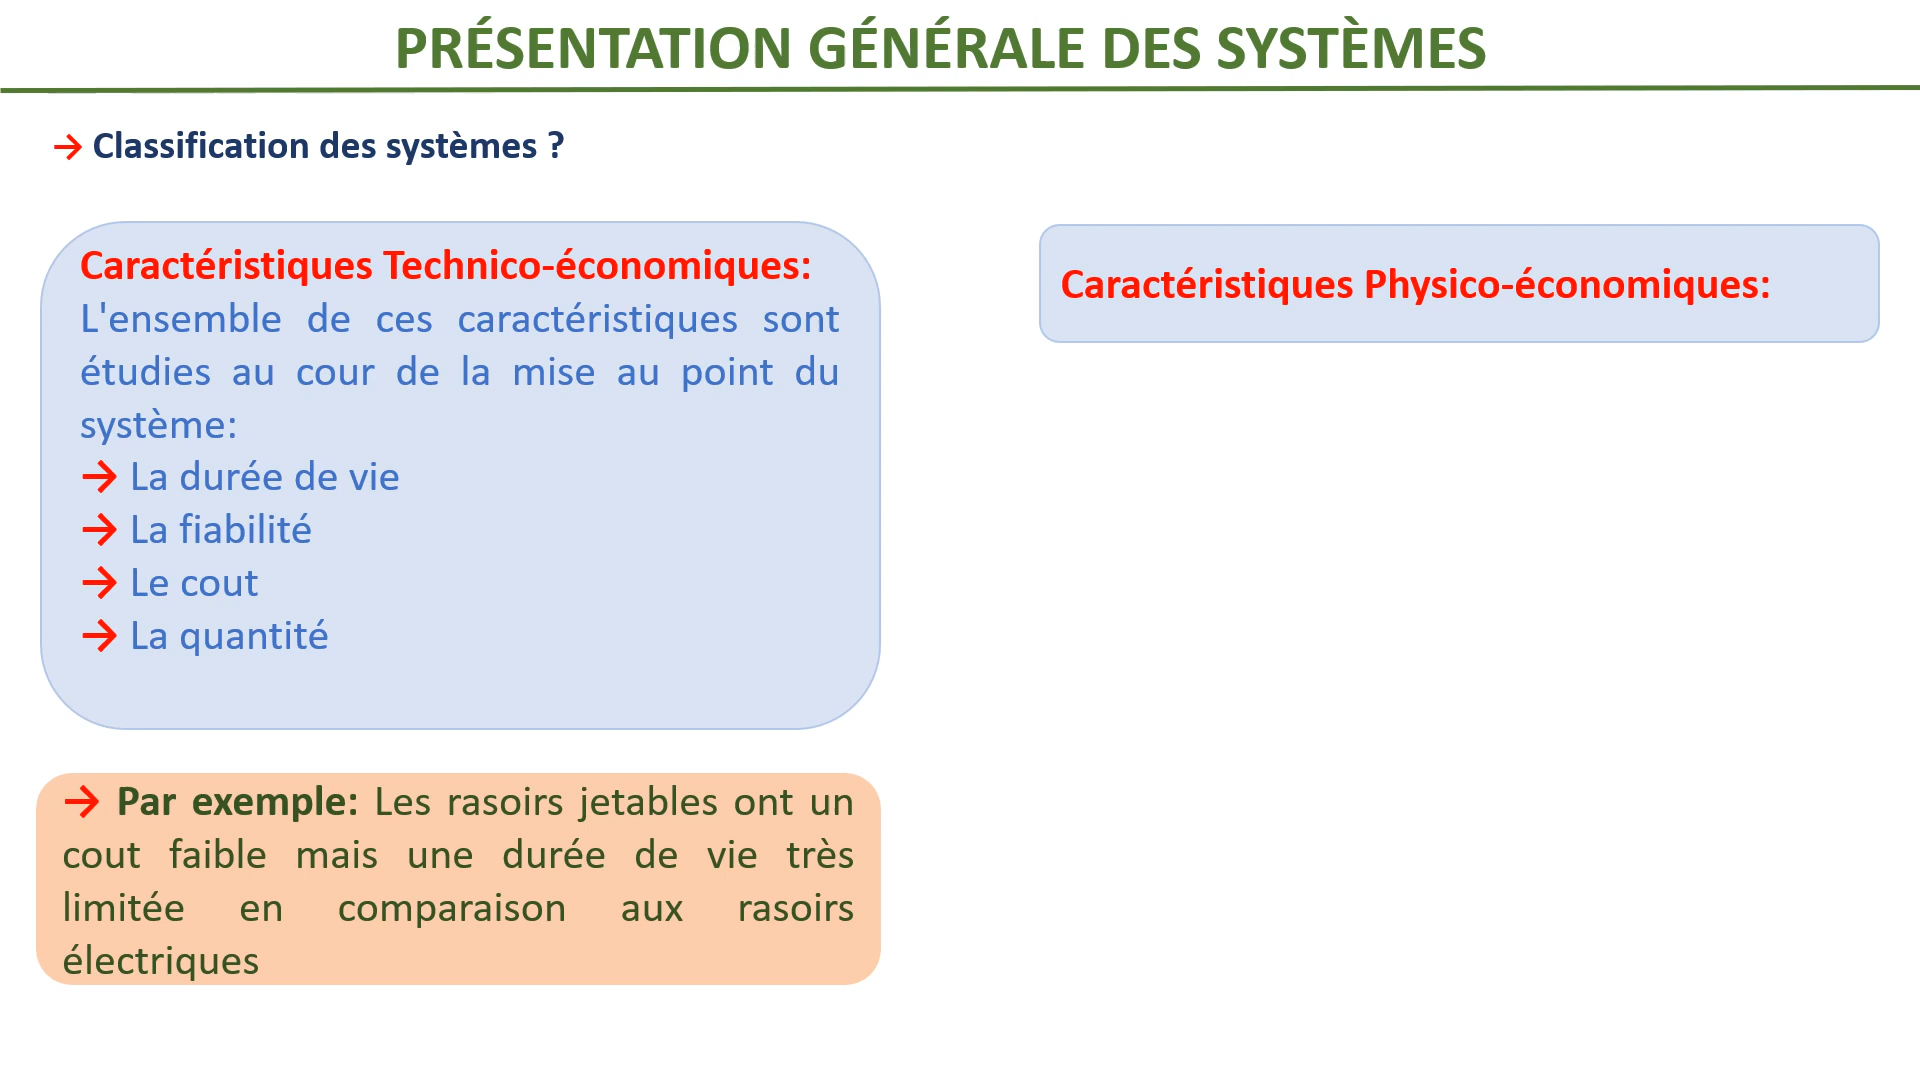 PRÉSENTATION GÉNÉRALE DES SYSTÈMES
→ Classification des systèmes ?
Caractéristiques Technico-économiques:
L'ensemble de ces caractéristiques sont
étudies au cour de la mise au point du
système:
→ La durée de vie
→ La fiabilité
→ Le cout
→ La quantité
→ Par exemple: Les rasoirs jetables ont un
cout faible mais une durée de vie très
limitée en comparaison aux rasoirs
électriques
Caractéristiques Physico-économiques: